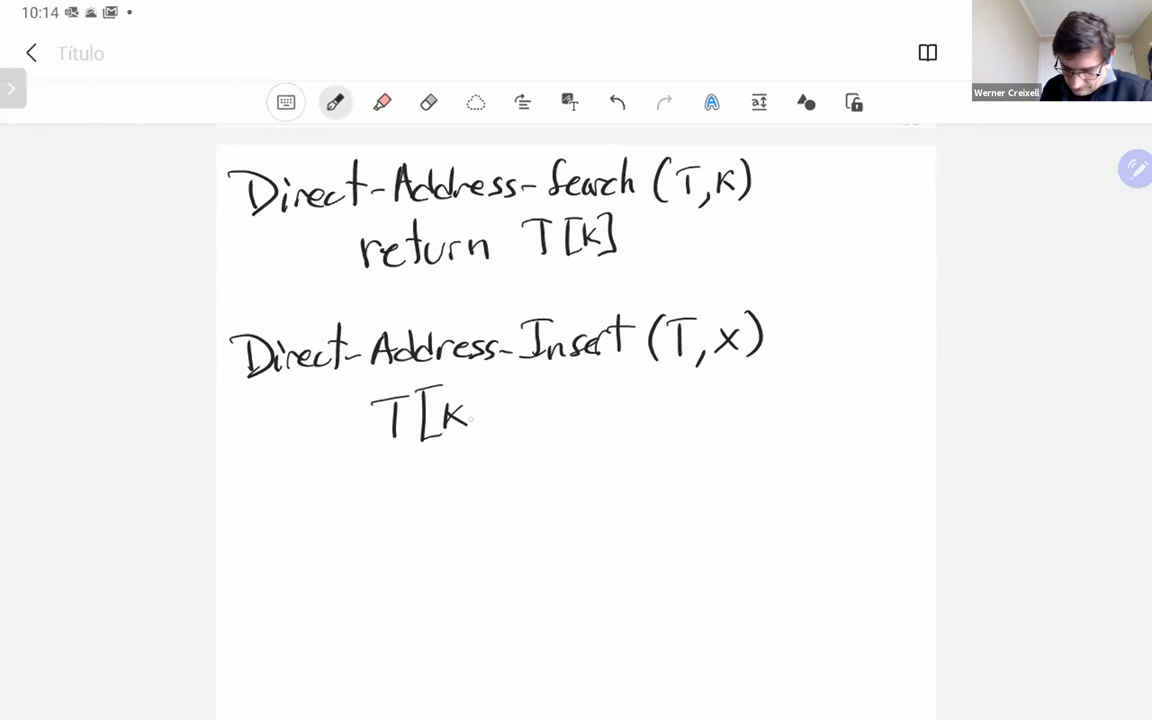 10:14
Título
Werner Creixell
Direct-Address-Search (T,K)
return T[K]
Direct-Address-Insert (T,x)
T[K